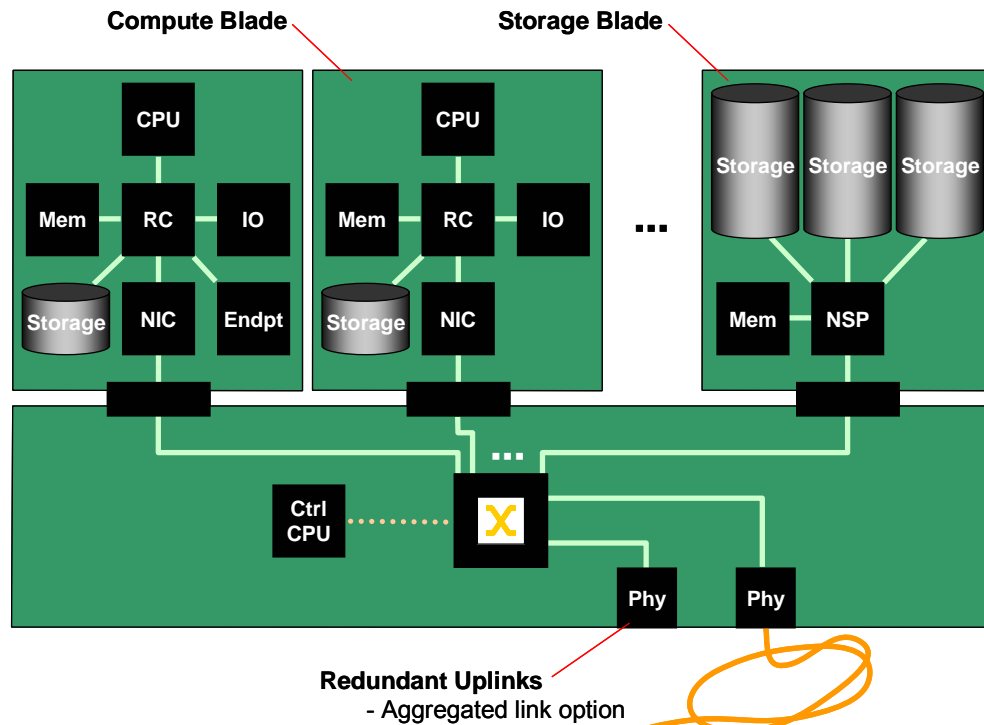 Compute Blade
Storage Blade
CPU
CPU
Storage
Storage
Storage
Mem
RC
IO
Mem
RC
IO
...
Storage
NIC
Endpt
Storage
NIC
Mem
NSP
...
Ctrl
CPU
X
Phy
Phy
Redundant Uplinks
- Aggregated link option